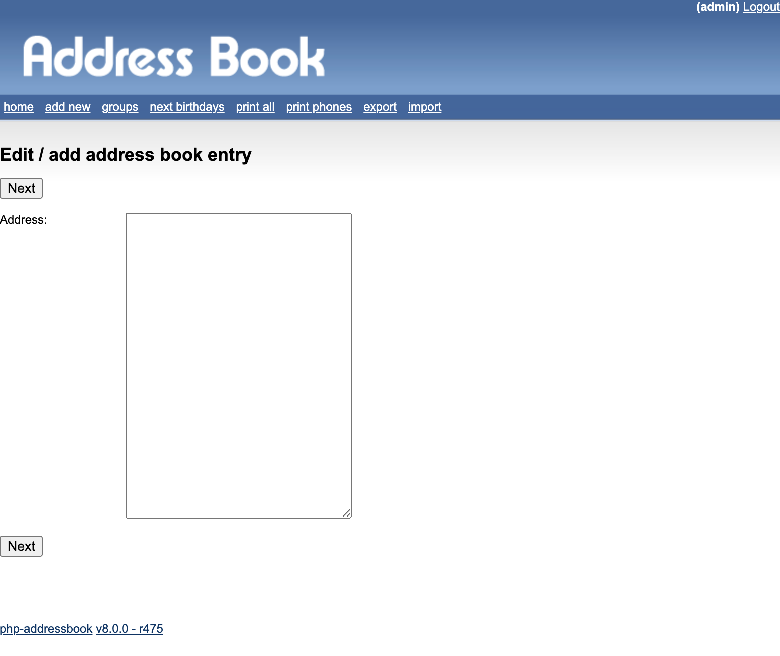 (admin) Logout
Address Book
home add new groups next birthdays print all print phones export import
Edit / add address book entry
Next
Address:
Next
php-addressbook v8.0.0 - r475